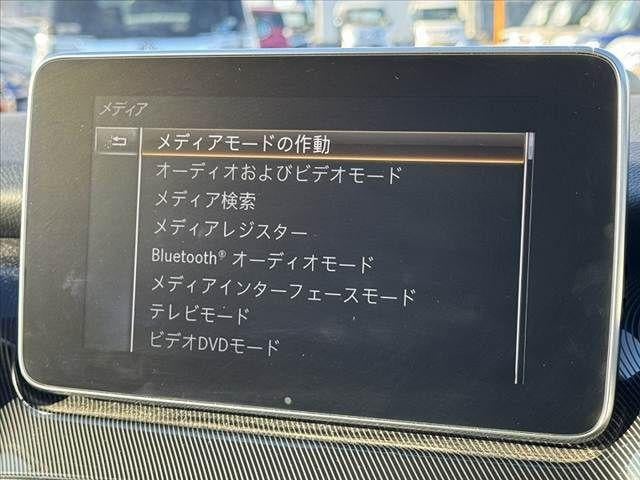 メディア
メディアモードの作動
オーディオおよびビデオモード
メディア検索
メディアレジスター
Bluetooth® オーディオモード
メディアインターフェースモード
テレビモード
ビデオDVDモード